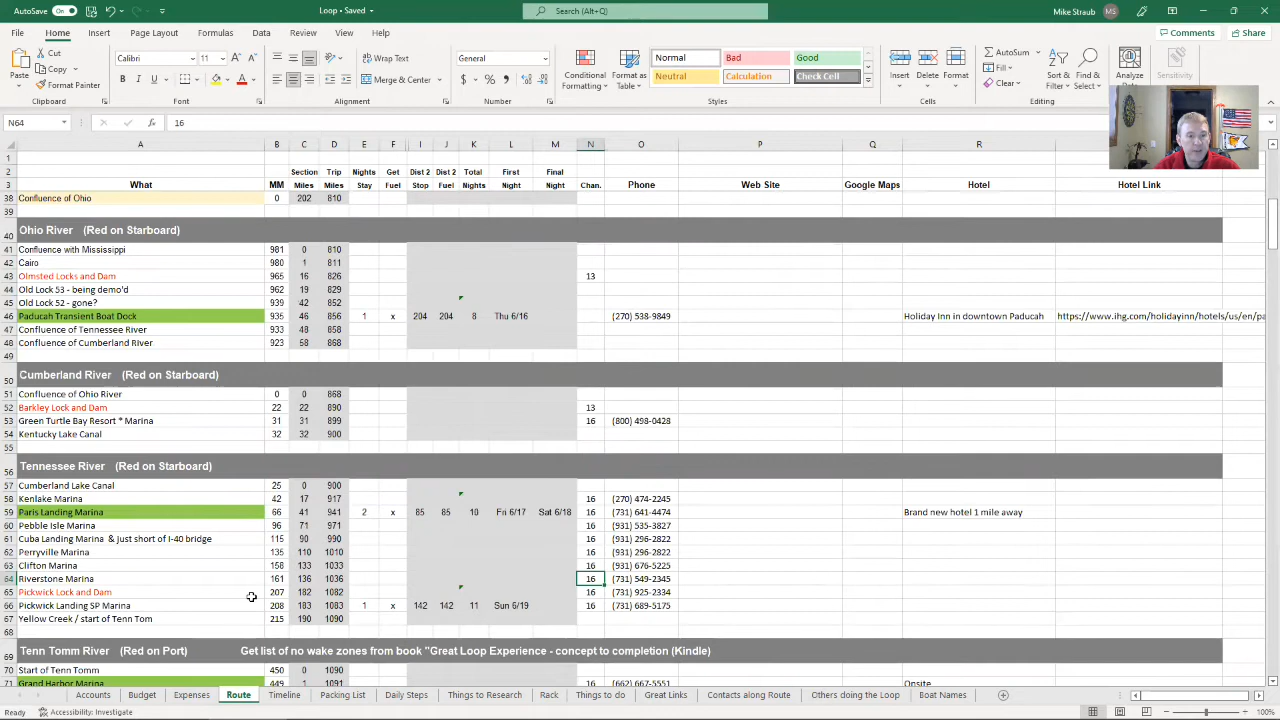 AutoSave On Loop • Saved Search (Alt+Q) Mike Straub MS
File Home Insert Page Layout Formulas Data Review View Help Comments Share
Cut Calibri 11 Wrap Text General Normal Bad Good AutoSum
Copy Fill
Paste Format Painter Merge & Center Conditional Formatting Format as Table Neutral Calculation Check Cell Insert Delete Format Clear Sort & Filter Find & Select Analyze Data Sensitivity
Clipboard Font Alignment Number Styles Cells Editing
N64 fx 16
A B C D E F I J K L M N O P Q R S
1
2 Section Trip Nights Get Dist 2 Dist 2 Total First Final
3 What MM Miles Miles Stay Fuel Stop Fuel Nights Night Night Chan. Phone Web Site Google Maps Hotel Hotel Link
38 Confluence of Ohio 0 202 810
39
40 Ohio River (Red on Starboard)
41 Confluence with Mississippi 981 0 810
42 Cairo 980 1 811
43 Olmsted Locks and Dam 965 16 826 13
44 Old Lock 53 - being demo'd 962 19 829
45 Old Lock 52 - gone? 939 42 852
46 Paducah Transient Boat Dock 935 46 856 1 x 204 204 8 Thu 6/16 (270) 538-9849 Holiday Inn in downtown Paducah https://www.ihg.com/holidayinn/hotels/us/en/pa
47 Confluence of Tennessee River 933 48 858
48 Confluence of Cumberland River 923 58 868
49
50 Cumberland River (Red on Starboard)
51 Confluence of Ohio River 0 0 868
52 Barkley Lock and Dam 22 22 890 13
53 Green Turtle Bay Resort * Marina 31 31 899 16 (800) 498-0428
54 Kentucky Lake Canal 32 32 900
55
56 Tennessee River (Red on Starboard)
57 Cumberland Lake Canal 25 0 900
58 Kenlake Marina 42 17 917 16 (270) 474-2245
59 Paris Landing Marina 66 41 941 2 x 85 85 10 Fri 6/17 Sat 6/18 16 (731) 641-4474 Brand new hotel 1 mile away
60 Pebble Isle Marina 96 71 971 16 (931) 535-3827
61 Cuba Landing Marina & just short of I-40 bridge 115 90 990 16 (931) 296-2822
62 Perryville Marina 135 110 1010 16 (931) 296-2822
63 Clifton Marina 158 133 1033 16 (931) 676-5225
64 Riverstone Marina 161 136 1036 16 (731) 549-2345
65 Pickwick Lock and Dam 207 182 1082 16 (731) 925-2334
66 Pickwick Landing SP Marina 208 183 1083 1 x 142 142 11 Sun 6/19 16 (731) 689-5175
67 Yellow Creek / start of Tenn Tom 215 190 1090
68
69 Tenn Tomm River (Red on Port) Get list of no wake zones from book "Great Loop Experience - concept to completion (Kindle)
70 Start of Tenn Tomm 450 0 1090
71 Grand Harbor Marina 449 1 1091 (662) 667-5551 Onsite
Accounts Budget Expenses Route Timeline Packing List Daily Steps Things to Research Rack Things to do Great Links Contacts along Route Others doing the Loop Boat Names
Ready Accessibility: Investigate 100%